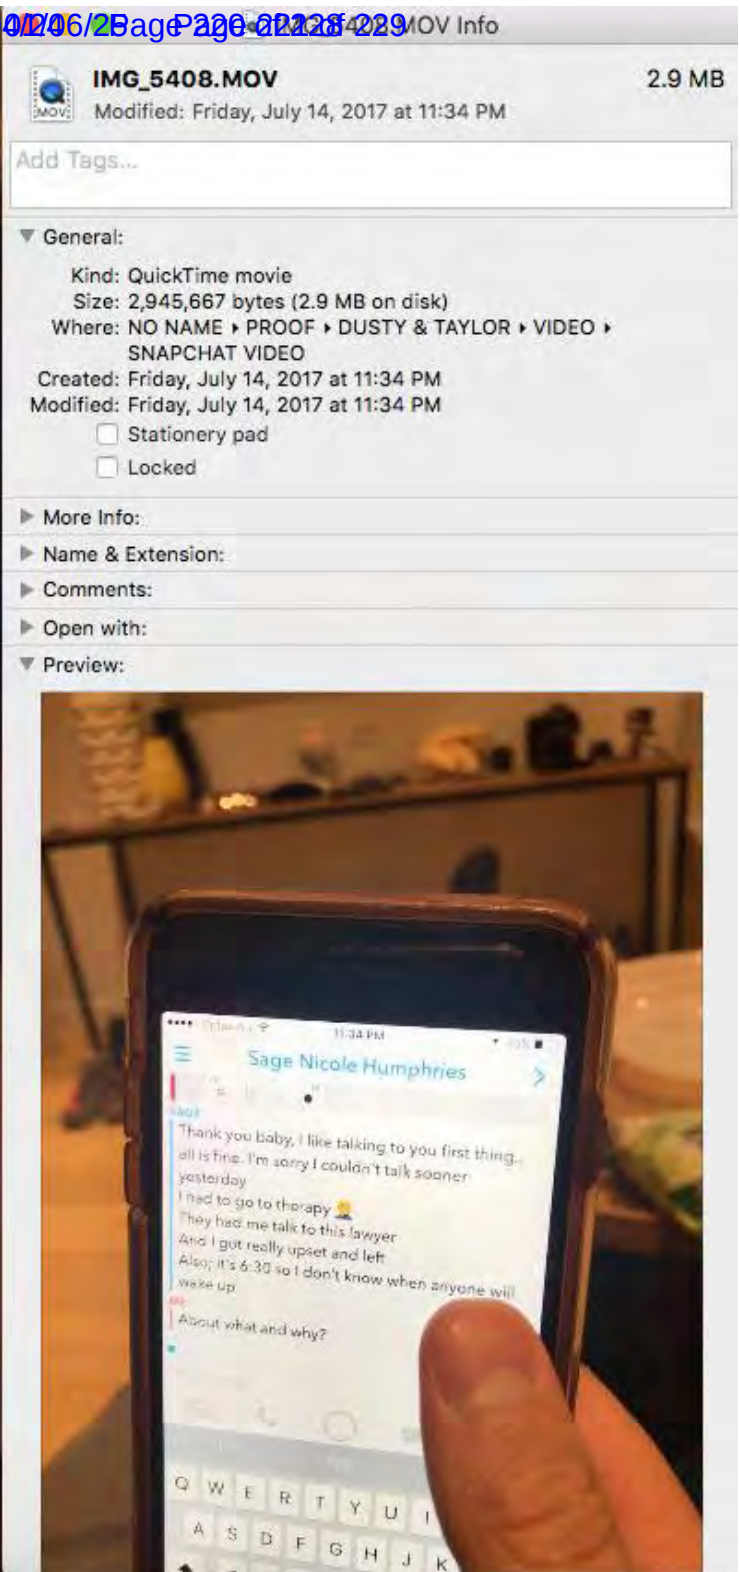 IMG_5408.MOV Info
IMG_5408.MOV
2.9 MB
MOV
Modified: Friday, July 14, 2017 at 11:34 PM
Add Tags...
General:
Kind: QuickTime movie
Size: 2,945,667 bytes (2.9 MB on disk)
Where: NO NAME ▸ PROOF ▸ DUSTY & TAYLOR ▸ VIDEO ▸
SNAPCHAT VIDEO
Created: Friday, July 14, 2017 at 11:34 PM
Modified: Friday, July 14, 2017 at 11:34 PM
Stationery pad
Locked
More Info:
Name & Extension:
Comments:
Open with:
Preview:
11:34 PM
Sage Nicole Humphries
SAGE
Thank you baby, I like talking to you first thing..
all is fine. I'm sorry I couldn't talk sooner
yesterday
I had to go to therapy 🤦
They had me talk to this lawyer
And I got really upset and left
Also; it's 6:30 so I don't know when anyone will
wake up
ME
About what and why?
Q W E R T Y U I
A S D F G H J K